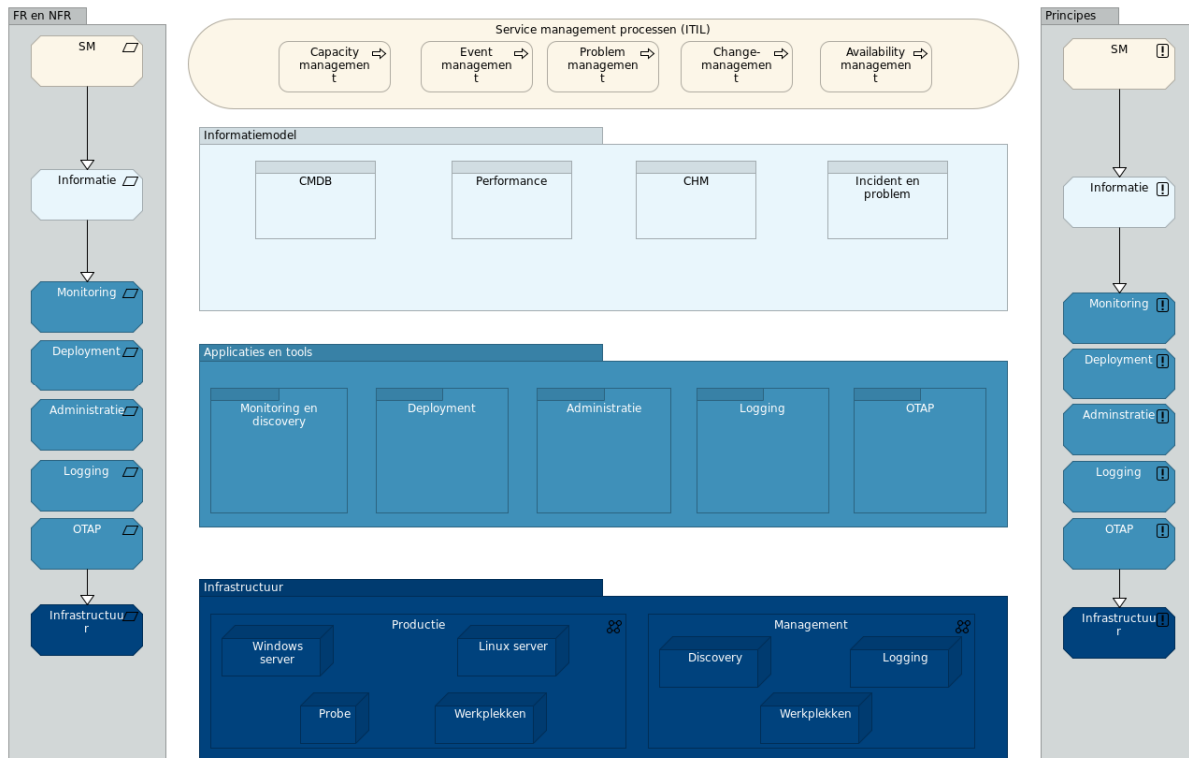 FR en NFR
SM
Informatie
Monitoring
Deployment
Administratie
Logging
OTAP
Infrastructuu
r
Service management processen (ITIL)
Capacity
managemen
t
Event
managemen
t
Problem
managemen
t
Change-
managemen
t
Availability
managemen
t
Informatiemodel
CMDB
Performance
CHM
Incident en
problem
Applicaties en tools
Monitoring en
discovery
Deployment
Administratie
Logging
OTAP
Infrastructuur
Productie
Windows
server
Linux server
Probe
Werkplekken
Management
Discovery
Logging
Werkplekken
Principes
SM
Informatie
Monitoring
Deployment
Adminstratie
Logging
OTAP
Infrastructuu
r